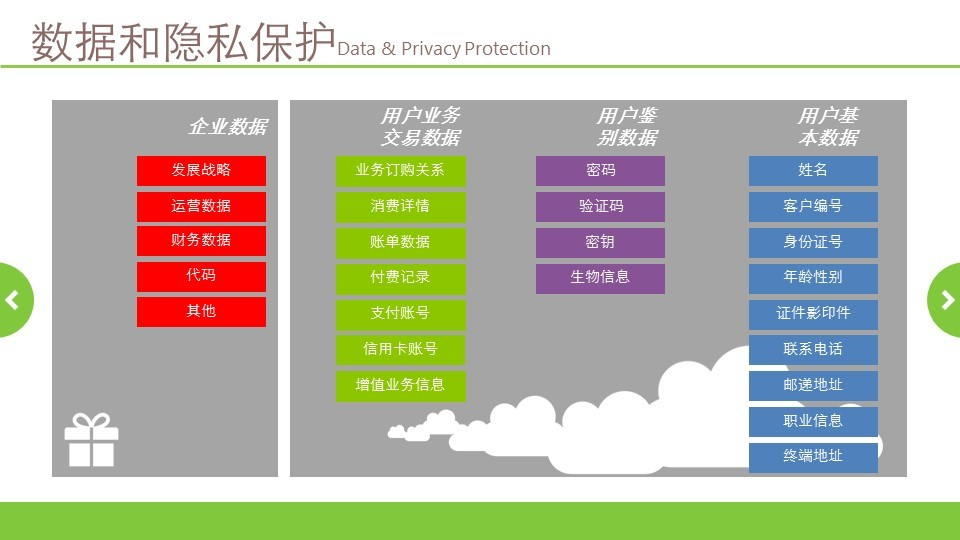 数据和隐私保护Data & Privacy Protection
企业数据
发展战略
运营数据
财务数据
代码
其他
用户业务
交易数据
业务订购关系
消费详情
账单数据
付费记录
支付账号
信用卡账号
增值业务信息
用户鉴
别数据
密码
验证码
密钥
生物信息
用户基
本数据
姓名
客户编号
身份证号
年龄性别
证件影印件
联系电话
邮递地址
职业信息
终端地址